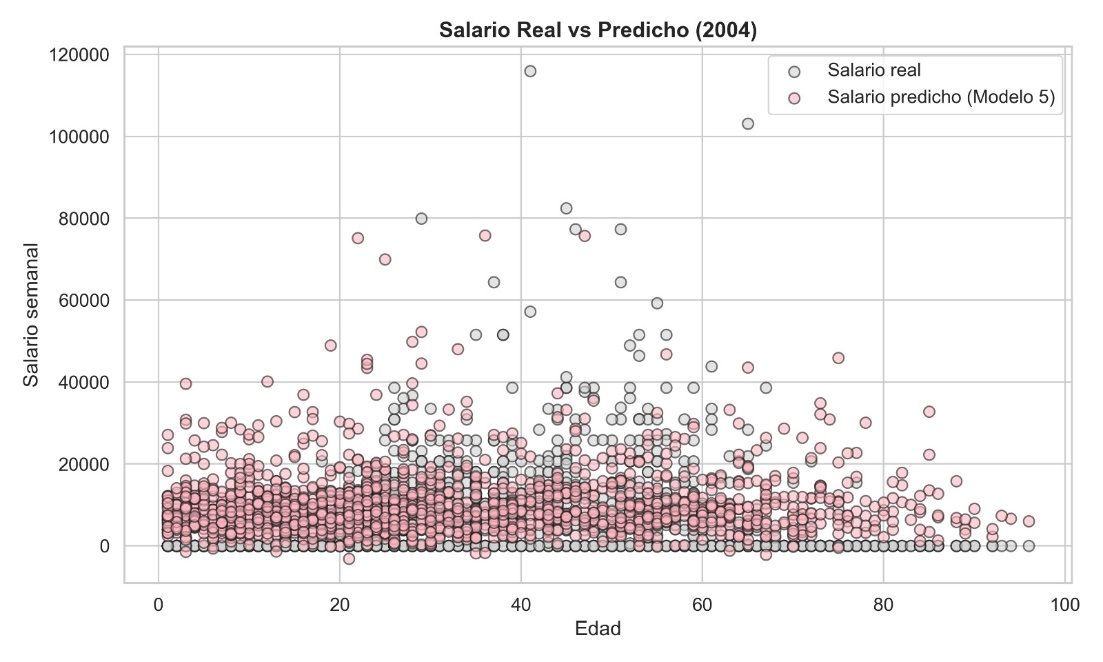 Salario Real vs Predicho (2004)
Salario real
Salario predicho (Modelo 5)
120000
100000
80000
60000
40000
20000
0
Salario semanal
0
20
40
60
80
100
Edad